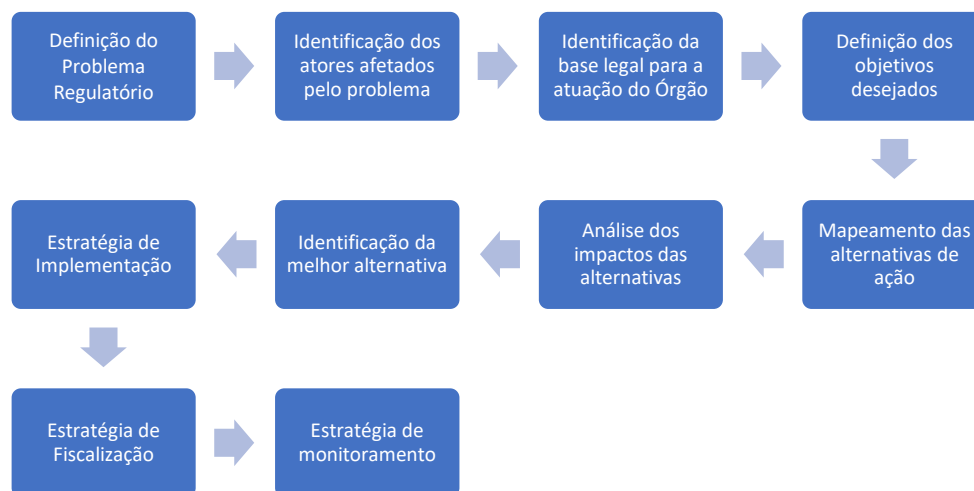 Definição do
Problema
Regulatório
Identificação dos
atores afetados
pelo problema
Identificação da
base legal para a
atuação do Órgão
Definição dos
objetivos
desejados
Mapeamento das
alternativas de
ação
Análise dos
impactos das
alternativas
Identificação da
melhor alternativa
Estratégia de
Implementação
Estratégia de
Fiscalização
Estratégia de
monitoramento